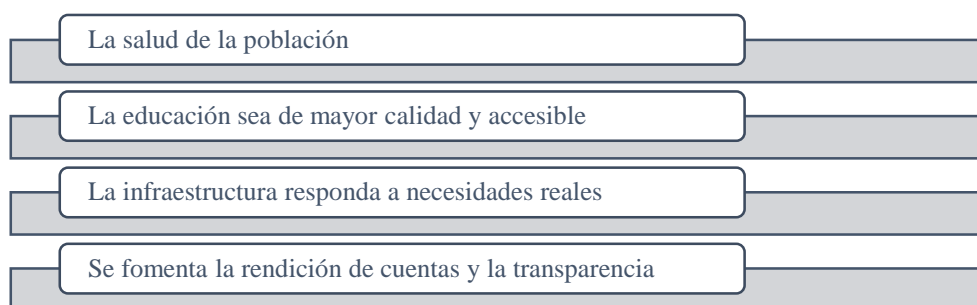 La salud de la población
La educación sea de mayor calidad y accesible
La infraestructura responda a necesidades reales
Se fomenta la rendición de cuentas y la transparencia